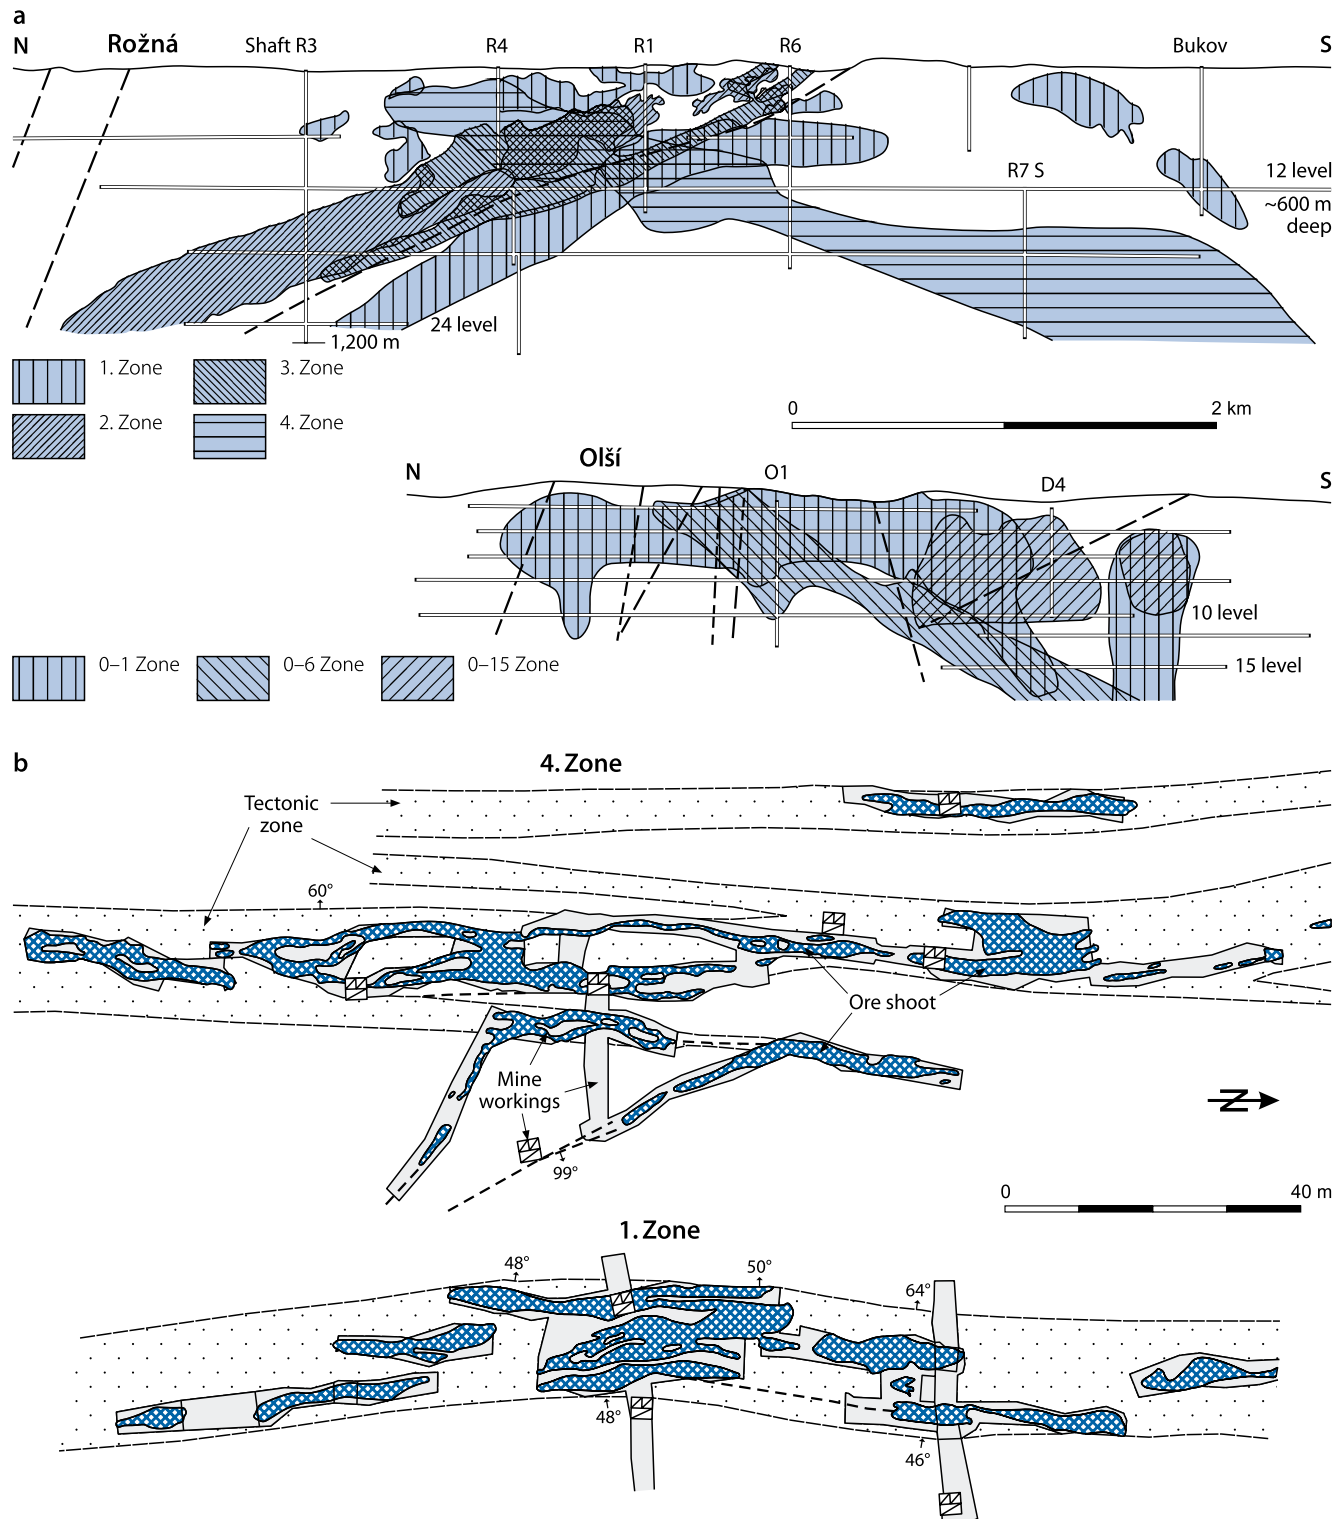 a
N Rožná Shaft R3 R4 R1 R6 Bukov S
R7 S
12 level
~600 m
deep
24 level
1,200 m
1. Zone
3. Zone
2. Zone
4. Zone
0 2 km
N Olší O1 D4 S
10 level
15 level
0–1 Zone
0–6 Zone
0–15 Zone
b
4. Zone
Tectonic
zone
60°
Ore shoot
Mine
workings
99°
N
0 40 m
1. Zone
48°
50°
64°
48°
46°